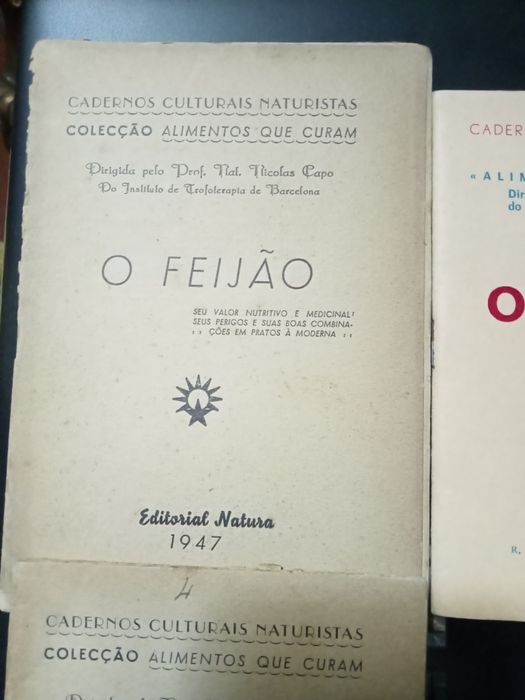 CADERNOS CULTURAIS NATURISTAS
COLECÇÃO ALIMENTOS QUE CURAM
Dirigida pelo Prof. Nat. Nicolas Capo
Do Instituto de Trofoterapia de Barcelona
O FEIJÃO
SEU VALOR NUTRITIVO E MEDICINAL:
SEUS PERIGOS E SUAS BOAS COMBINA-
: : ÇÕES EM PRATOS À MODERNA : :
Editorial Natura
1947
4
CADERNOS CULTURAIS NATURISTAS
COLECÇÃO ALIMENTOS QUE CURAM
CADER
« ALIM
Dir
do
O
R.